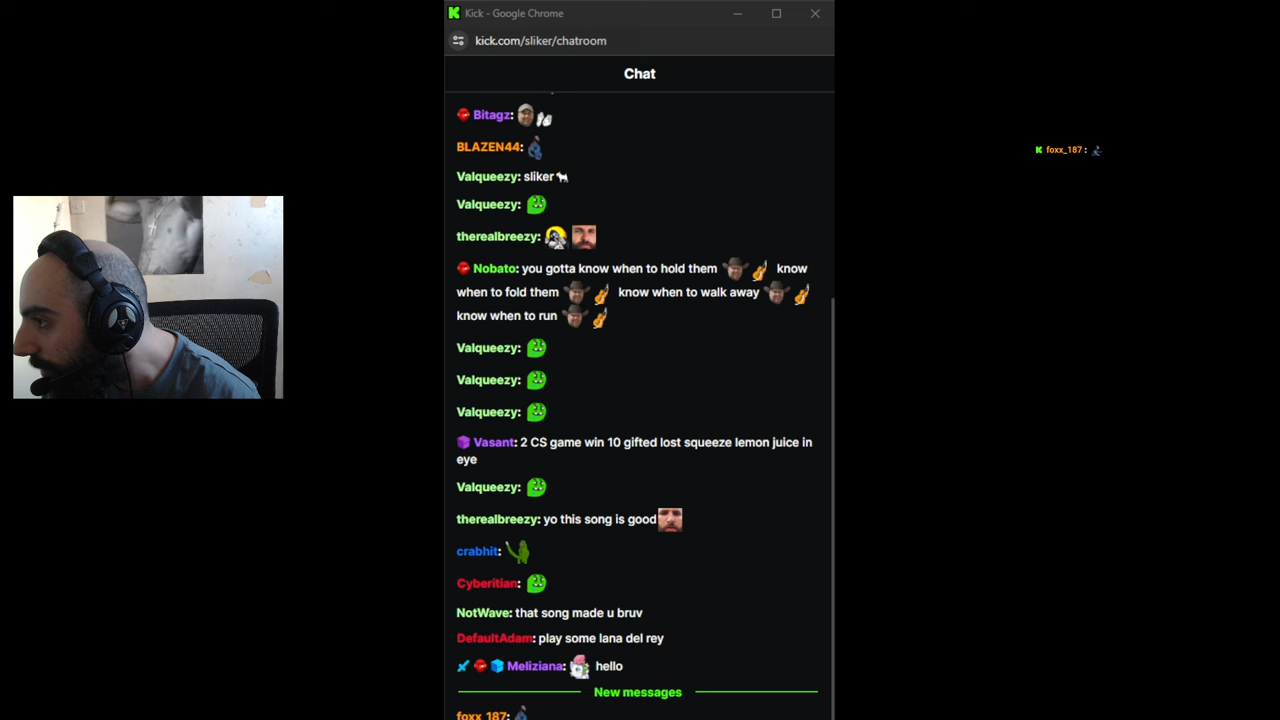 Kick - Google Chrome
kick.com/sliker/chatroom
Chat
Bitagz:
BLAZEN44:
Valqueezy: sliker
Valqueezy:
therealbreezy:
Nobato: you gotta know when to hold them know
when to fold them know when to walk away
know when to run
Valqueezy:
Valqueezy:
Valqueezy:
Vasant: 2 CS game win 10 gifted lost squeeze lemon juice in
eye
Valqueezy:
therealbreezy: yo this song is good
crabhit:
Cyberitian:
NotWave: that song made u bruv
DefaultAdam: play some lana del rey
Meliziana: hello
New messages
foxx_187:
foxx_187 :